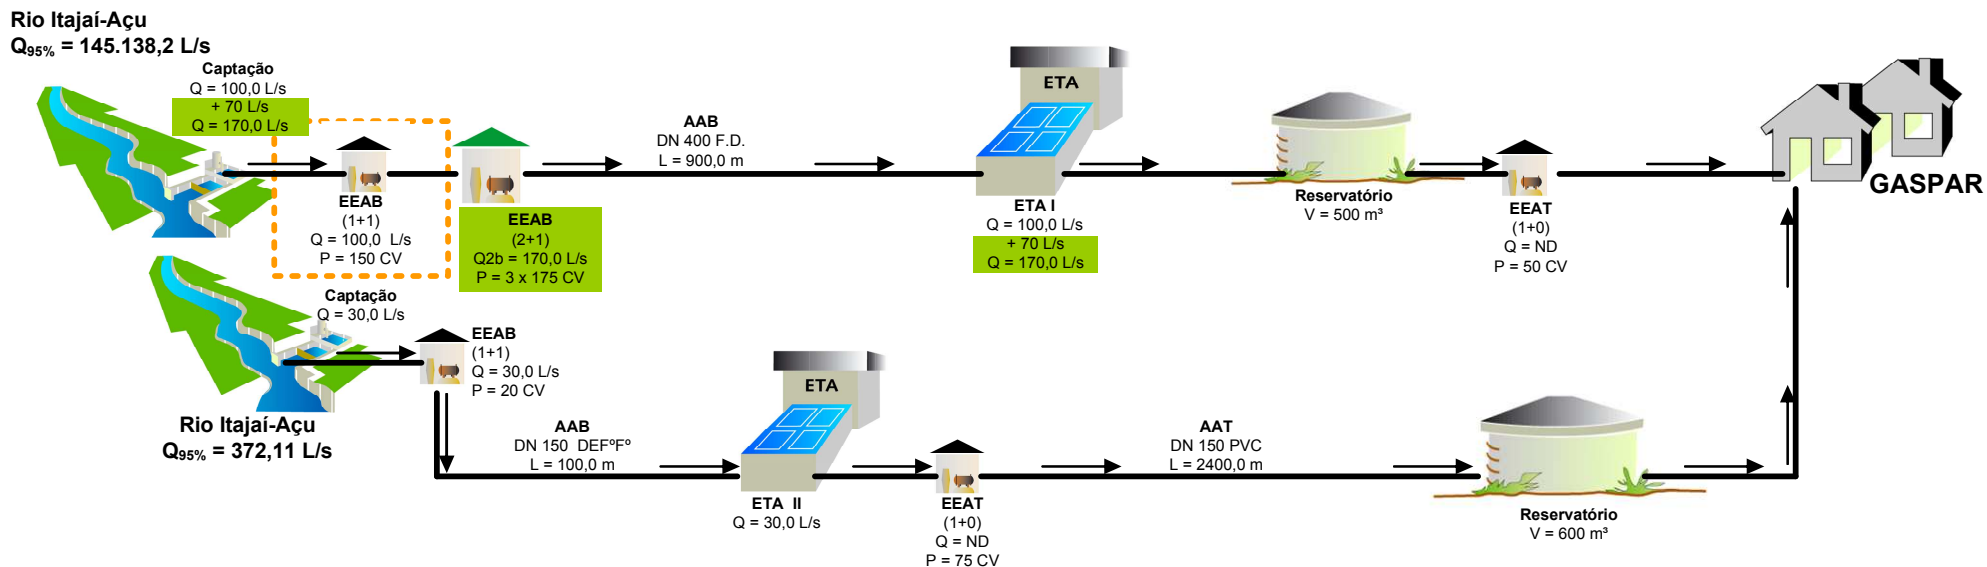 Rio Itajaí-Açu
Q95% = 145.138,2 L/s
Captação
Q = 100,0 L/s
+ 70 L/s
Q = 170,0 L/s
EEAB
(1+1)
Q = 100,0 L/s
P = 150 CV
EEAB
(2+1)
Q2b = 170,0 L/s
P = 3 x 175 CV
AAB
DN 400 F.D.
L = 900,0 m
ETA
ETA I
Q = 100,0 L/s
+ 70 L/s
Q = 170,0 L/s
Reservatório
V = 500 m³
EEAT
(1+0)
Q = ND
P = 50 CV
GASPAR
Captação
Q = 30,0 L/s
Rio Itajaí-Açu
Q95% = 372,11 L/s
EEAB
(1+1)
Q = 30,0 L/s
P = 20 CV
AAB
DN 150 DEFºFº
L = 100,0 m
ETA
ETA II
Q = 30,0 L/s
EEAT
(1+0)
Q = ND
P = 75 CV
AAT
DN 150 PVC
L = 2400,0 m
Reservatório
V = 600 m³